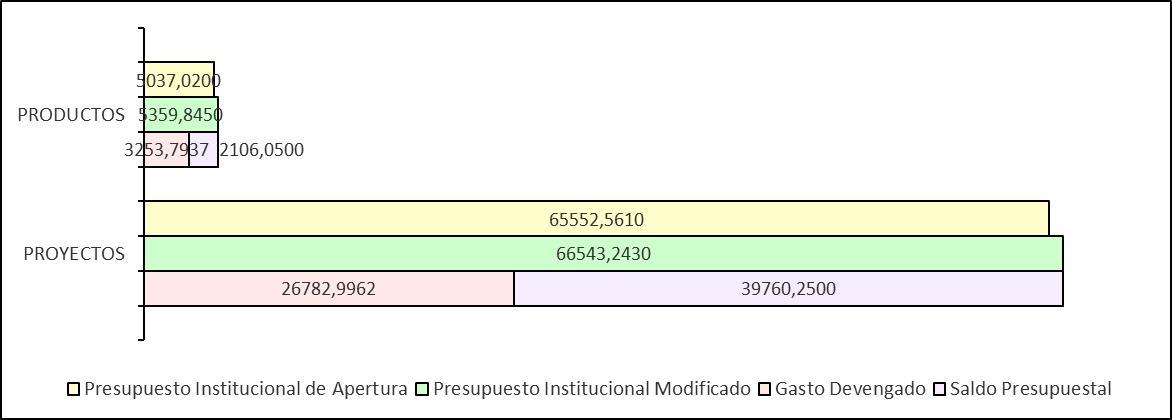 5037,0200
PRODUCTOS 5359,8450
3253,7937 2106,0500
65552,5610
PROYECTOS 66543,2430
26782,9962 39760,2500
Presupuesto Institucional de Apertura Presupuesto Institucional Modificado Gasto Devengado Saldo Presupuestal